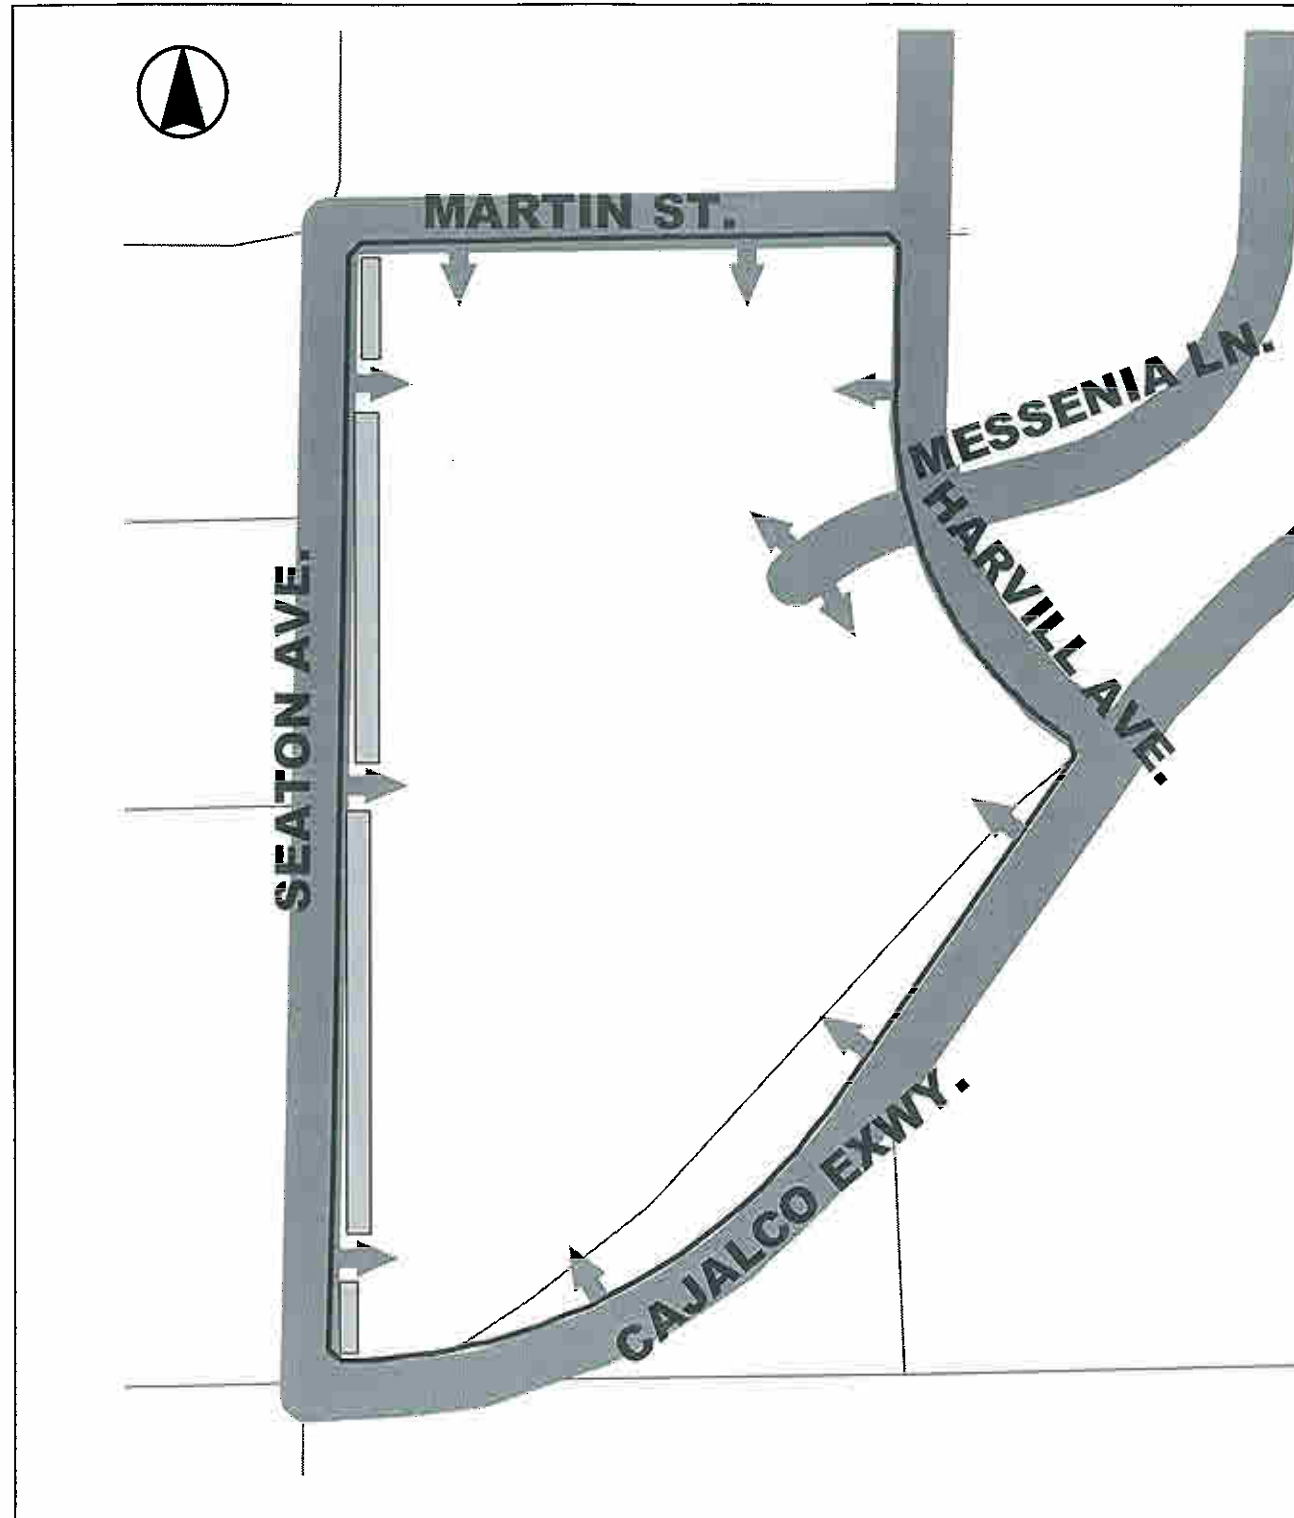 MARTIN ST.
MESSENIA LN.
HARVILL AVE.
SEATON AVE.
CAJALCO EXWY.